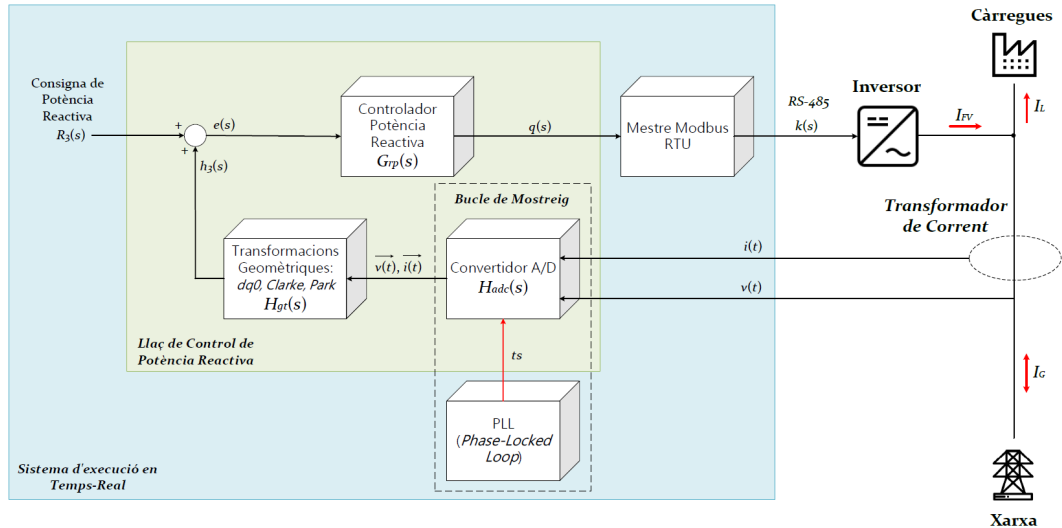 Càrregues
Consigna de
Potència
Reactiva
R₃(s)
+
+
e(s)
h₃(s)
Controlador
Potència
Reactiva
Grp(s)
q(s)
Mestre Modbus
RTU
RS-485
k(s)
Inversor
IFV
IL
Bucle de Mostreig
Transformador
de Corrent
Transformacions
Geomètriques:
dq0, Clarke, Park
Hgt(s)
v(t), i(t)
Convertidor A/D
Hadc(s)
i(t)
v(t)
Llaç de Control de
Potència Reactiva
ts
IG
PLL
(Phase-Locked
Loop)
Sistema d'execució en
Temps-Real
Xarxa